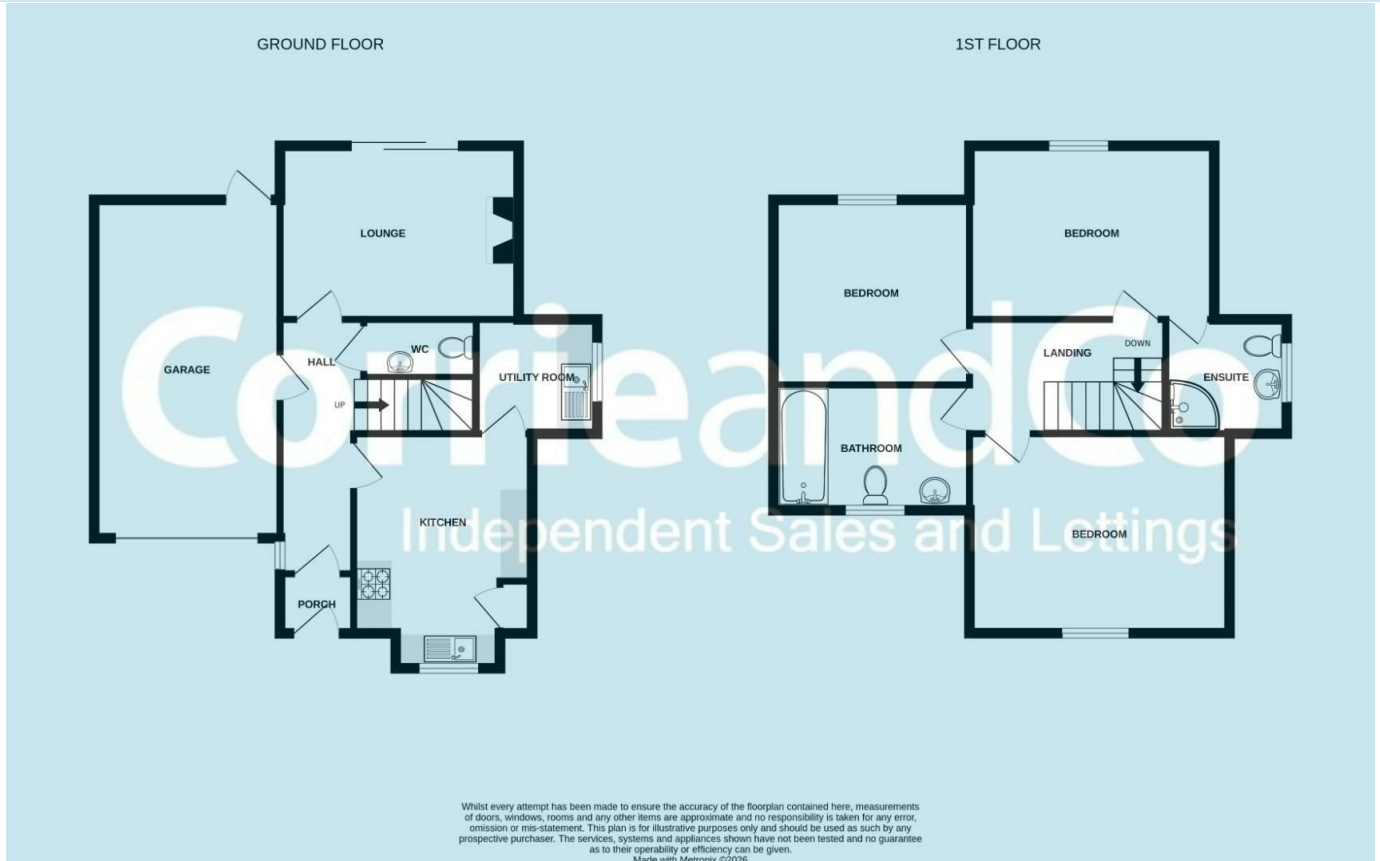 GROUND FLOOR
1ST FLOOR
LOUNGE
BEDROOM
BEDROOM
WC
HALL
GARAGE
UTILITY ROOM
UP
LANDING
DOWN
ENSUITE
BATHROOM
KITCHEN
BEDROOM
PORCH
CorrieandCo
Independent Sales and Lettings
Whilst every attempt has been made to ensure the accuracy of the floorplan contained here, measurements
of doors, windows, rooms and any other items are approximate and no responsibility is taken for any error,
omission or mis-statement. This plan is for illustrative purposes only and should be used as such by any
prospective purchaser. The services, systems and appliances shown have not been tested and no guarantee
as to their operability or efficiency can be given.
Made with Metropix ©2026